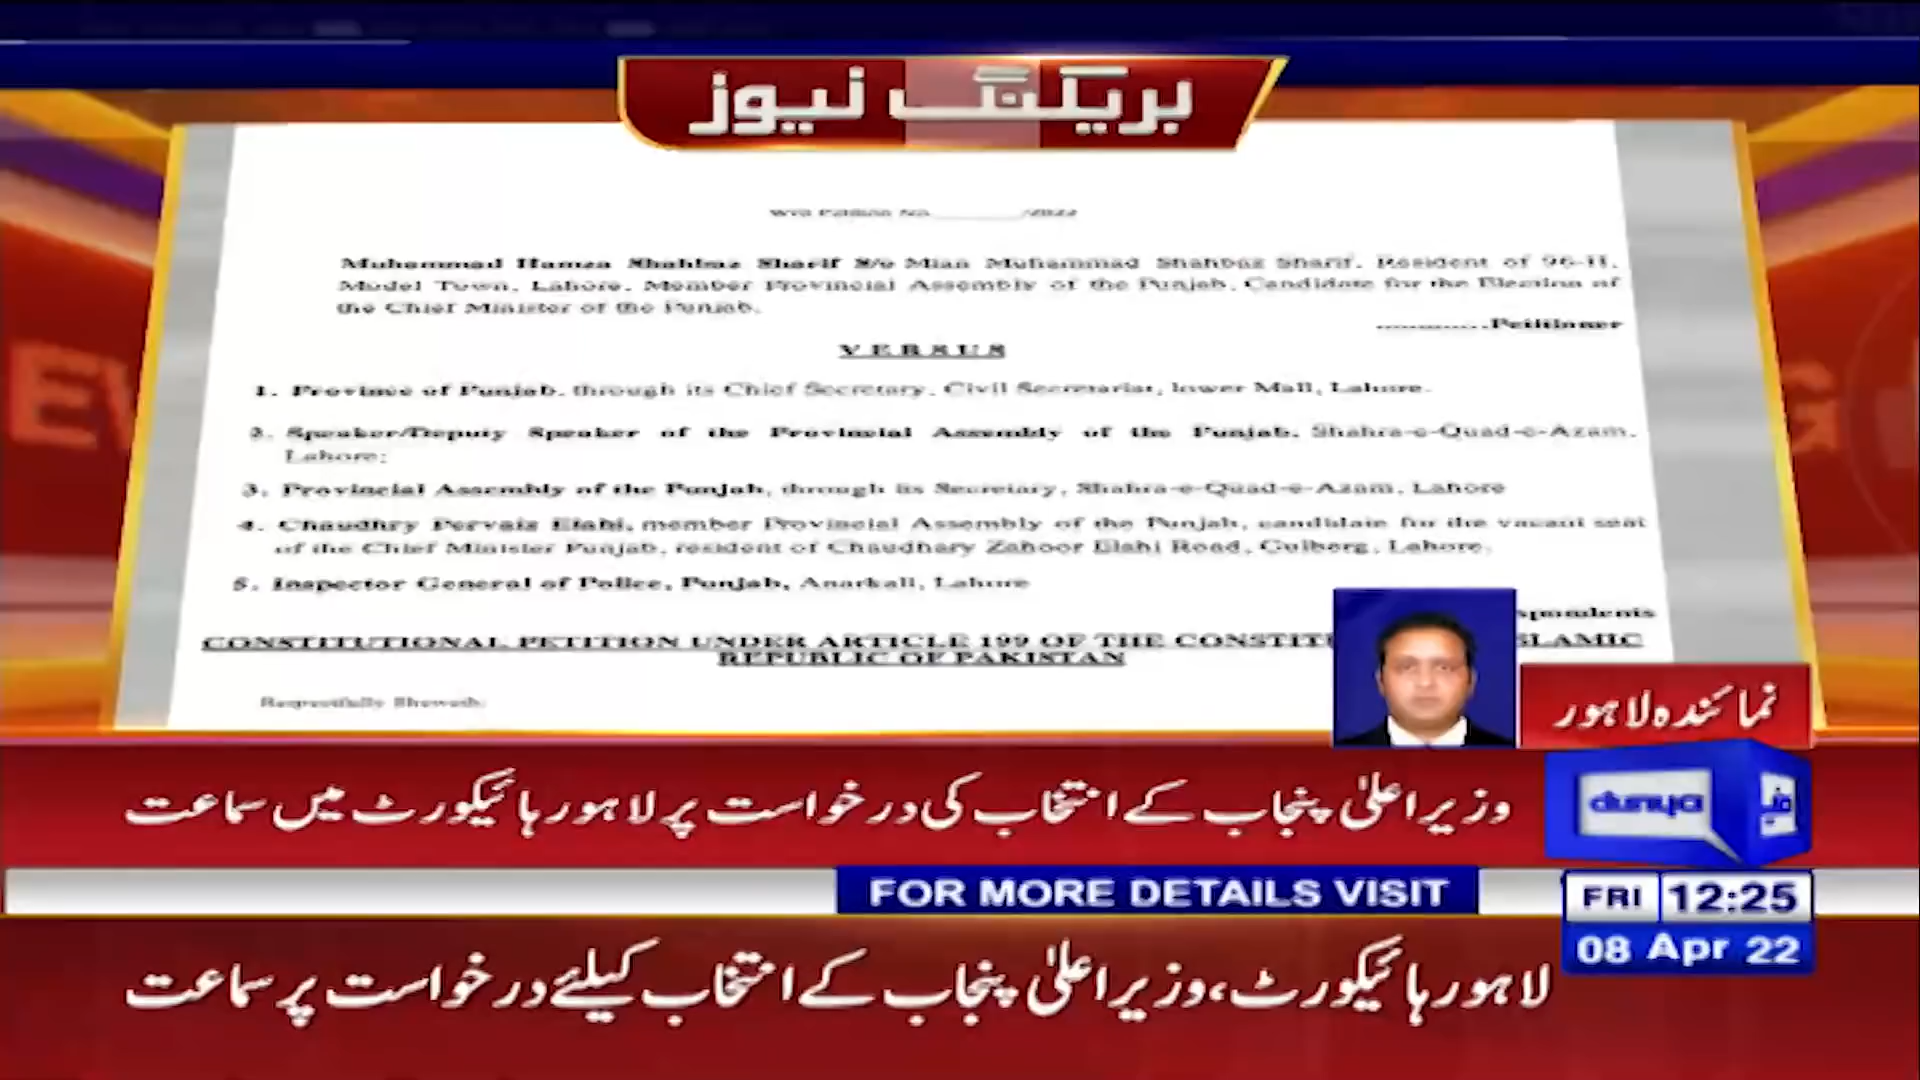 بریکنگ نیوز
Writ Petition No.________/2022
Muhammad Hamza Shahbaz Sharif S/o Mian Muhammad Shahbaz Sharif, Resident of 96-H,
Model Town, Lahore, Member Provincial Assembly of the Punjab, Candidate for the Election of
the Chief Minister of the Punjab.
..............Petitioner
VERSUS
1. Province of Punjab, through its Chief Secretary, Civil Secretariat, lower Mall, Lahore.
2. Speaker/Deputy Speaker of the Provincial Assembly of the Punjab, Shahra-e-Quad-e-Azam,
Lahore;
3. Provincial Assembly of the Punjab, through its Secretary, Shahra-e-Quad-e-Azam, Lahore
4. Chaudhry Pervaiz Elahi, member Provincial Assembly of the Punjab, candidate for the vacant seat
of the Chief Minister Punjab, resident of Chaudhary Zahoor Elahi Road, Gulberg, Lahore.
5. Inspector General of Police, Punjab, Anarkali, Lahore
spondents
CONSTITUTIONAL PETITION UNDER ARTICLE 199 OF THE CONSTITU SLAMIC
REPUBLIC OF PAKISTAN
Respectfully Sheweth:
نمائندہ لاہور
وزیراعلیٰ پنجاب کے انتخاب کی درخواست پر لاہور ہائیکورٹ میں سماعت
dunya
FOR MORE DETAILS VISIT
FRI 12:25
08 Apr 22
لاہور ہائیکورٹ، وزیراعلیٰ پنجاب کے انتخاب کیلئے درخواست پر سماعت